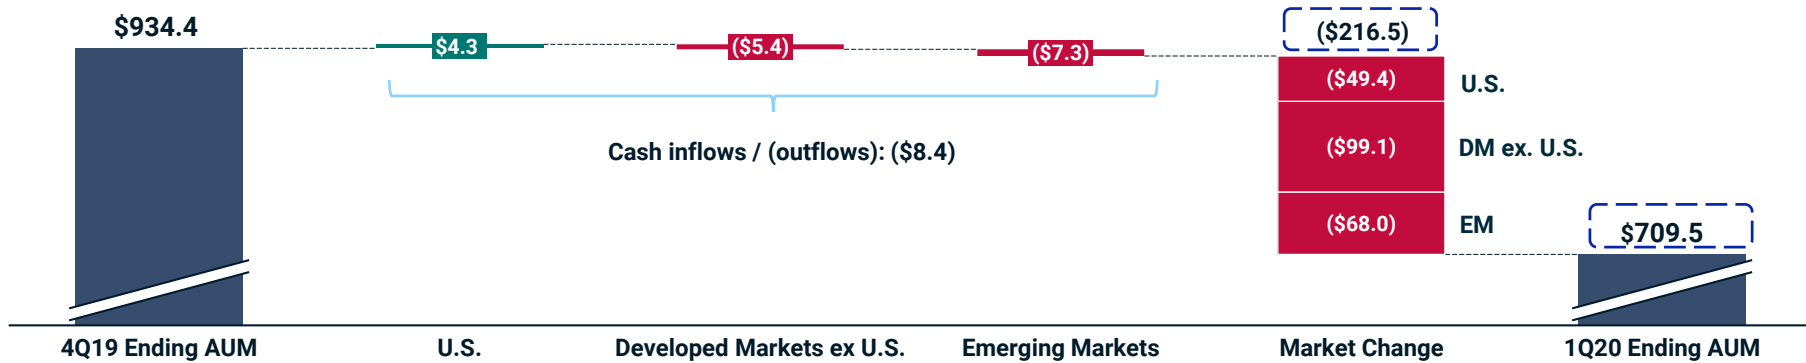 $934.4
$4.3
($5.4)
($7.3)
($216.5)
($49.4)
U.S.
Cash inflows / (outflows): ($8.4)
($99.1)
DM ex. U.S.
($68.0)
EM
$709.5
4Q19 Ending AUM
U.S.
Developed Markets ex U.S.
Emerging Markets
Market Change
1Q20 Ending AUM